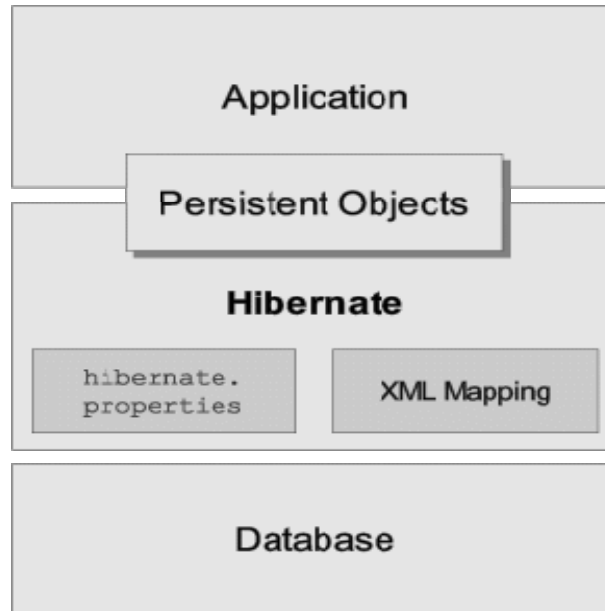 Application
Persistent Objects
Hibernate
hibernate.
properties
XML Mapping
Database